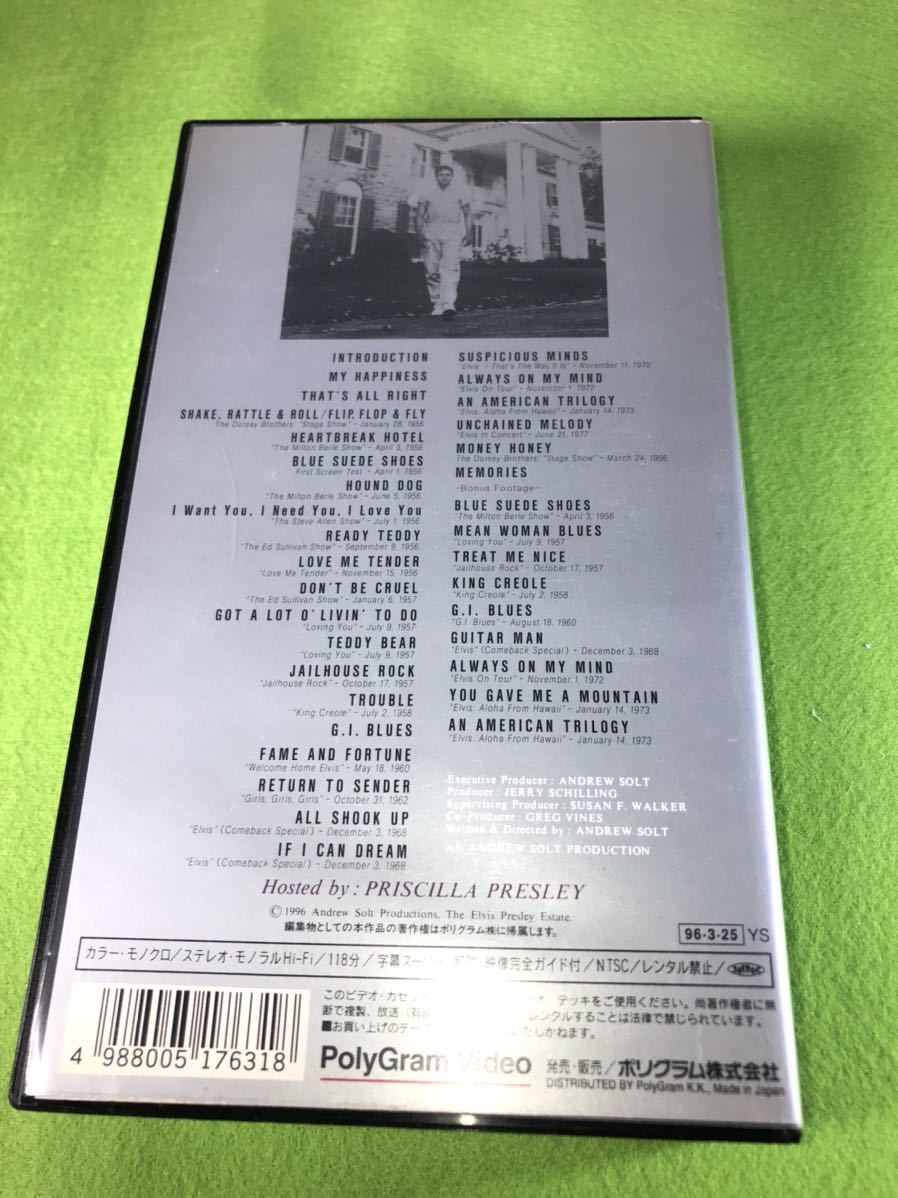 INTRODUCTION
MY HAPPINESS
THAT'S ALL RIGHT
SHAKE, RATTLE & ROLL/FLIP, FLOP & FLY
The Dorsey Brothers' "Stage Show" - January 28, 1956
HEARTBREAK HOTEL
"The Milton Berle Show" - April 3, 1956
BLUE SUEDE SHOES
First Screen Test - April 1, 1956
HOUND DOG
"The Milton Berle Show" - June 5, 1956
I Want You, I Need You, I Love You
"The Steve Allen Show" - July 1, 1956
READY TEDDY
"The Ed Sullivan Show" - September 9, 1956
LOVE ME TENDER
"Love Me Tender" - November 15, 1956
DON'T BE CRUEL
"The Ed Sullivan Show" - January 6, 1957
GOT A LOT O' LIVIN' TO DO
"Loving You" - July 9, 1957
TEDDY BEAR
"Loving You" - July 9, 1957
JAILHOUSE ROCK
"Jailhouse Rock" - October 17, 1957
TROUBLE
"King Creole" - July 2, 1958
G.I. BLUES
FAME AND FORTUNE
"Welcome Home Elvis" - May 18, 1960
RETURN TO SENDER
"Girls, Girls, Girls" - October 31, 1962
ALL SHOOK UP
"Elvis" (Comeback Special) - December 3, 1968
IF I CAN DREAM
"Elvis" (Comeback Special) - December 3, 1968
SUSPICIOUS MINDS
"Elvis - That's The Way It Is" - November 11, 1970
ALWAYS ON MY MIND
"Elvis On Tour" - November 1, 1972
AN AMERICAN TRILOGY
"Elvis: Aloha From Hawaii" - January 14, 1973
UNCHAINED MELODY
"Elvis In Concert" - June 21, 1977
MONEY HONEY
The Dorsey Brothers' "Stage Show" - March 24, 1956
MEMORIES
-Bonus Footage-
BLUE SUEDE SHOES
"The Milton Berle Show" - April 3, 1956
MEAN WOMAN BLUES
"Loving You" - July 9, 1957
TREAT ME NICE
"Jailhouse Rock" - October 17, 1957
KING CREOLE
"King Creole" - July 2, 1958
G.I. BLUES
"G.I. Blues" - August 18, 1960
GUITAR MAN
"Elvis" (Comeback Special) - December 3, 1968
ALWAYS ON MY MIND
"Elvis On Tour" - November 1, 1972
YOU GAVE ME A MOUNTAIN
"Elvis: Aloha From Hawaii" - January 14, 1973
AN AMERICAN TRILOGY
"Elvis: Aloha From Hawaii" - January 14, 1973
Executive Producer : ANDREW SOLT
Producer : JERRY SCHILLING
Supervising Producer : SUSAN F. WALKER
Co-Producer : GREG VINES
Written & Directed by : ANDREW SOLT
AN ANDREW SOLT PRODUCTION
Hosted by : PRISCILLA PRESLEY
©1996 Andrew Solt Productions, The Elvis Presley Estate.
編集物としての本作品の著作権はポリグラム㈱に帰属します。
96・3・25 YS
カラー・モノクロ/ステレオ・モノラルHi-Fi/118分/字幕スーパー 映像完全ガイド付/NTSC/レンタル禁止/
このビデオ・カセット デッキをご使用ください。尚著作権者に無
断で複製、放送 レンタルすることは法律で禁じられています。
■お買い上げのテープ いたしかねます。
4 988005 176318
PolyGram Video
発売・販売/ポリグラム株式会社
DISTRIBUTED BY PolyGram K.K., Made in Japan